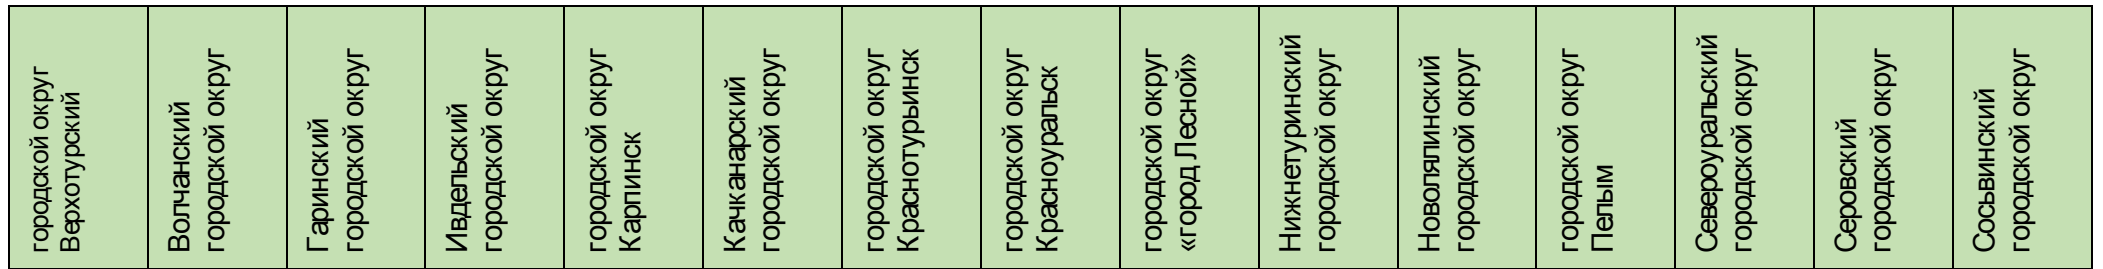 городской округ
Верхотурский
Волчанский
городской округ
Гаринский
городской округ
Ивдельский
городской округ
городской округ
Карпинск
Качканарский
городской округ
городской округ
Краснотурьинск
городской округ
Красноуральск
городской округ
«город Лесной»
Нижнетуринский
городской округ
Новолялинский
городской округ
городской округ
Пелым
Североуральский
городской округ
Серовский
городской округ
Сосьвинский
городской округ